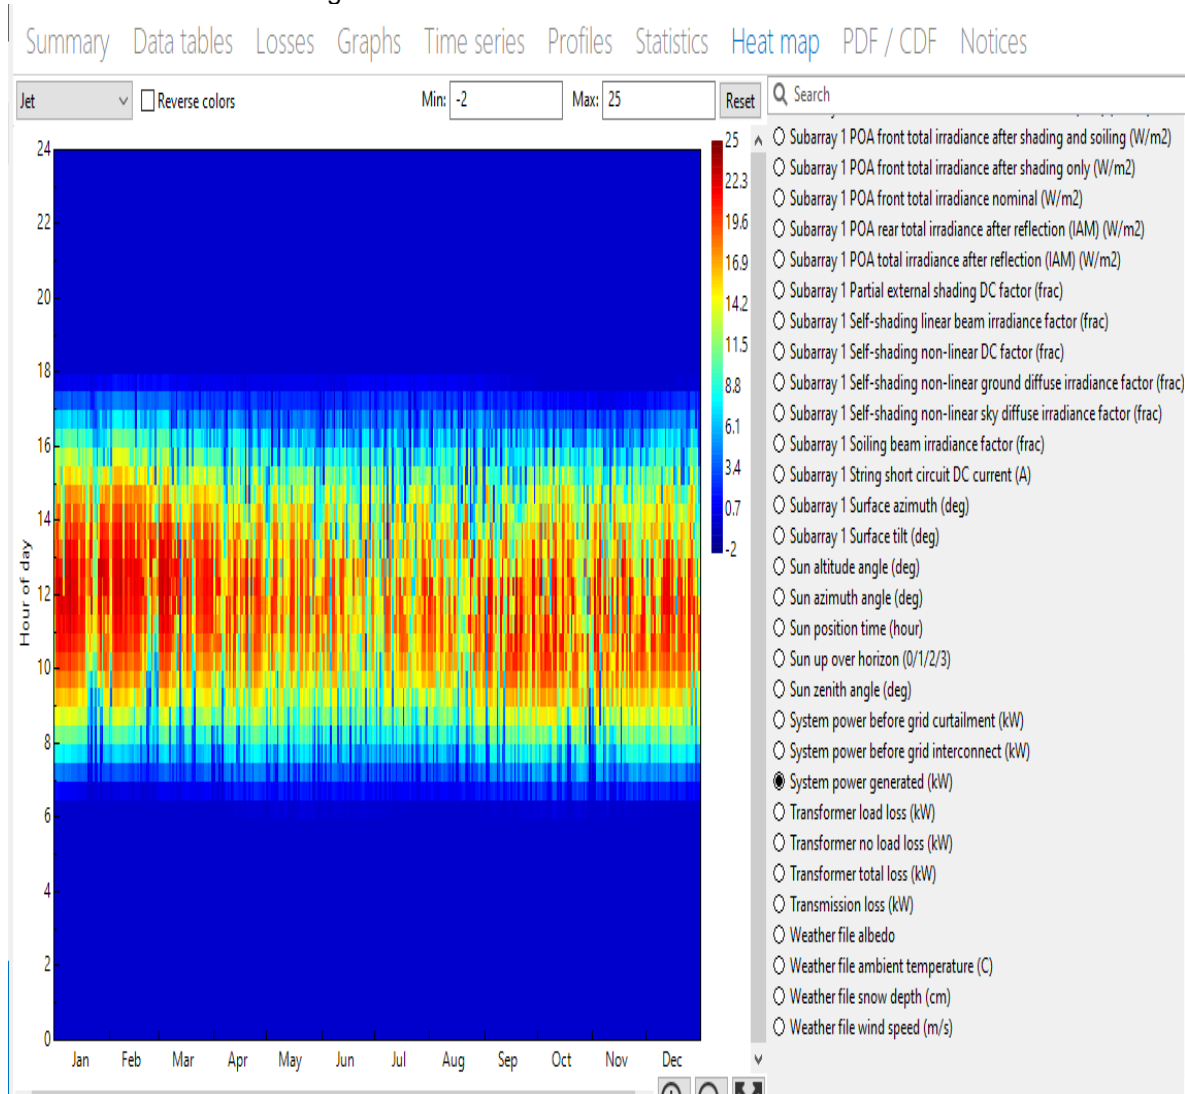 Summary Data tables Losses Graphs Time series Profiles Statistics Heat map PDF / CDF Notices
Jet Reverse colors Min: -2 Max: 25 Reset Search
24
22
20
18
16
14
12
10
8
6
4
2
0
Hour of day
Jan Feb Mar Apr May Jun Jul Aug Sep Oct Nov Dec
25
22.3
19.6
16.9
14.2
11.5
8.8
6.1
3.4
0.7
-2
Subarray 1 POA front total irradiance after shading and soiling (W/m2)
Subarray 1 POA front total irradiance after shading only (W/m2)
Subarray 1 POA front total irradiance nominal (W/m2)
Subarray 1 POA rear total irradiance after reflection (IAM) (W/m2)
Subarray 1 POA total irradiance after reflection (IAM) (W/m2)
Subarray 1 Partial external shading DC factor (frac)
Subarray 1 Self-shading linear beam irradiance factor (frac)
Subarray 1 Self-shading non-linear DC factor (frac)
Subarray 1 Self-shading non-linear ground diffuse irradiance factor (frac)
Subarray 1 Self-shading non-linear sky diffuse irradiance factor (frac)
Subarray 1 Soiling beam irradiance factor (frac)
Subarray 1 String short circuit DC current (A)
Subarray 1 Surface azimuth (deg)
Subarray 1 Surface tilt (deg)
Sun altitude angle (deg)
Sun azimuth angle (deg)
Sun position time (hour)
Sun up over horizon (0/1/2/3)
Sun zenith angle (deg)
System power before grid curtailment (kW)
System power before grid interconnect (kW)
System power generated (kW)
Transformer load loss (kW)
Transformer no load loss (kW)
Transformer total loss (kW)
Transmission loss (kW)
Weather file albedo
Weather file ambient temperature (C)
Weather file snow depth (cm)
Weather file wind speed (m/s)